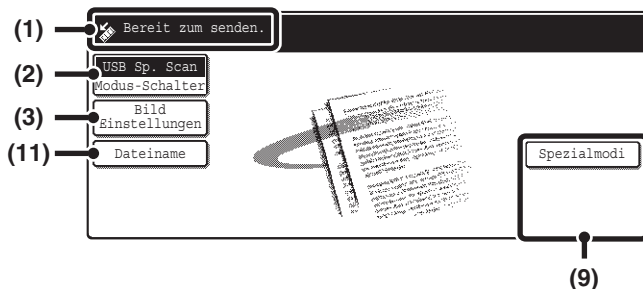 (1)
Bereit zum senden.
(2)
USB Sp. Scan
Modus-Schalter
(3)
Bild
Einstellungen
(11)
Dateiname
Spezialmodi
(9)